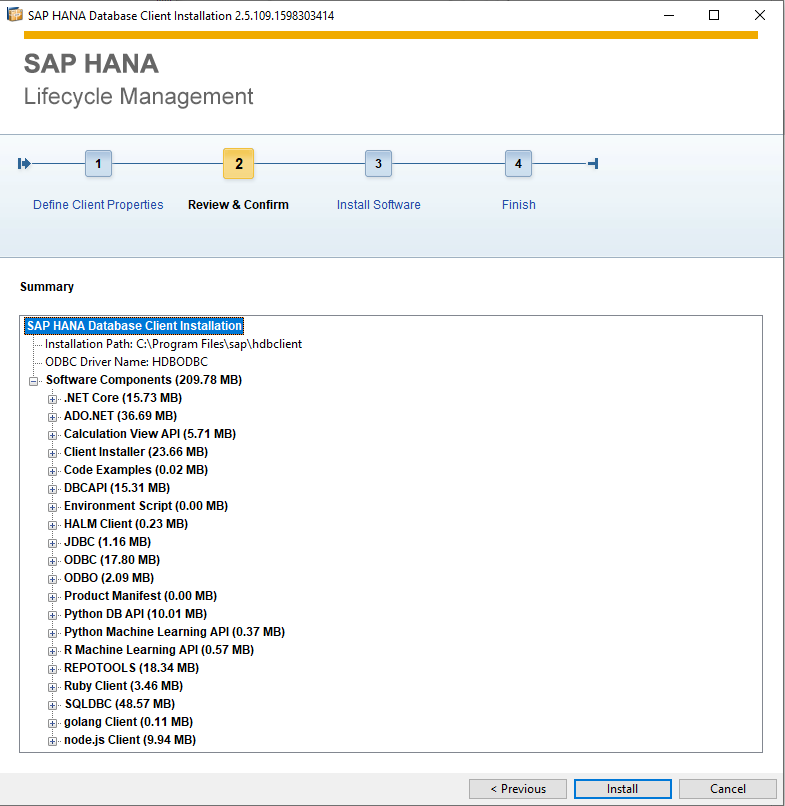 SAP HANA Database Client Installation 2.5.109.1598303414
SAP HANA
Lifecycle Management
1
2
3
4
Define Client Properties
Review & Confirm
Install Software
Finish
Summary
SAP HANA Database Client Installation
Installation Path: C:\Program Files\sap\hdbclient
ODBC Driver Name: HDBODBC
Software Components (209.78 MB)
.NET Core (15.73 MB)
ADO.NET (36.69 MB)
Calculation View API (5.71 MB)
Client Installer (23.66 MB)
Code Examples (0.02 MB)
DBCAPI (15.31 MB)
Environment Script (0.00 MB)
HALM Client (0.23 MB)
JDBC (1.16 MB)
ODBC (17.80 MB)
ODBO (2.09 MB)
Product Manifest (0.00 MB)
Python DB API (10.01 MB)
Python Machine Learning API (0.37 MB)
R Machine Learning API (0.57 MB)
REPOTOOLS (18.34 MB)
Ruby Client (3.46 MB)
SQLDBC (48.57 MB)
golang Client (0.11 MB)
node.js Client (9.94 MB)
< Previous
Install
Cancel